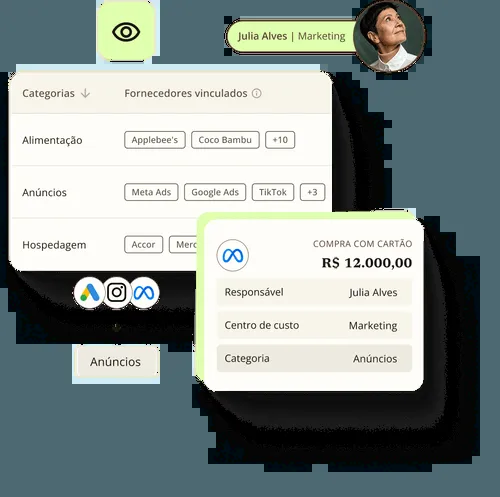 Julia Alves | Marketing
Categorias
Fornecedores vinculados
Alimentação
Applebee's
Coco Bambu
+10
Anúncios
Meta Ads
Google Ads
TikTok
+3
Hospedagem
Accor
Merc
COMPRA COM CARTÃO
R$ 12.000,00
Responsável
Julia Alves
Centro de custo
Marketing
Categoria
Anúncios
Anúncios